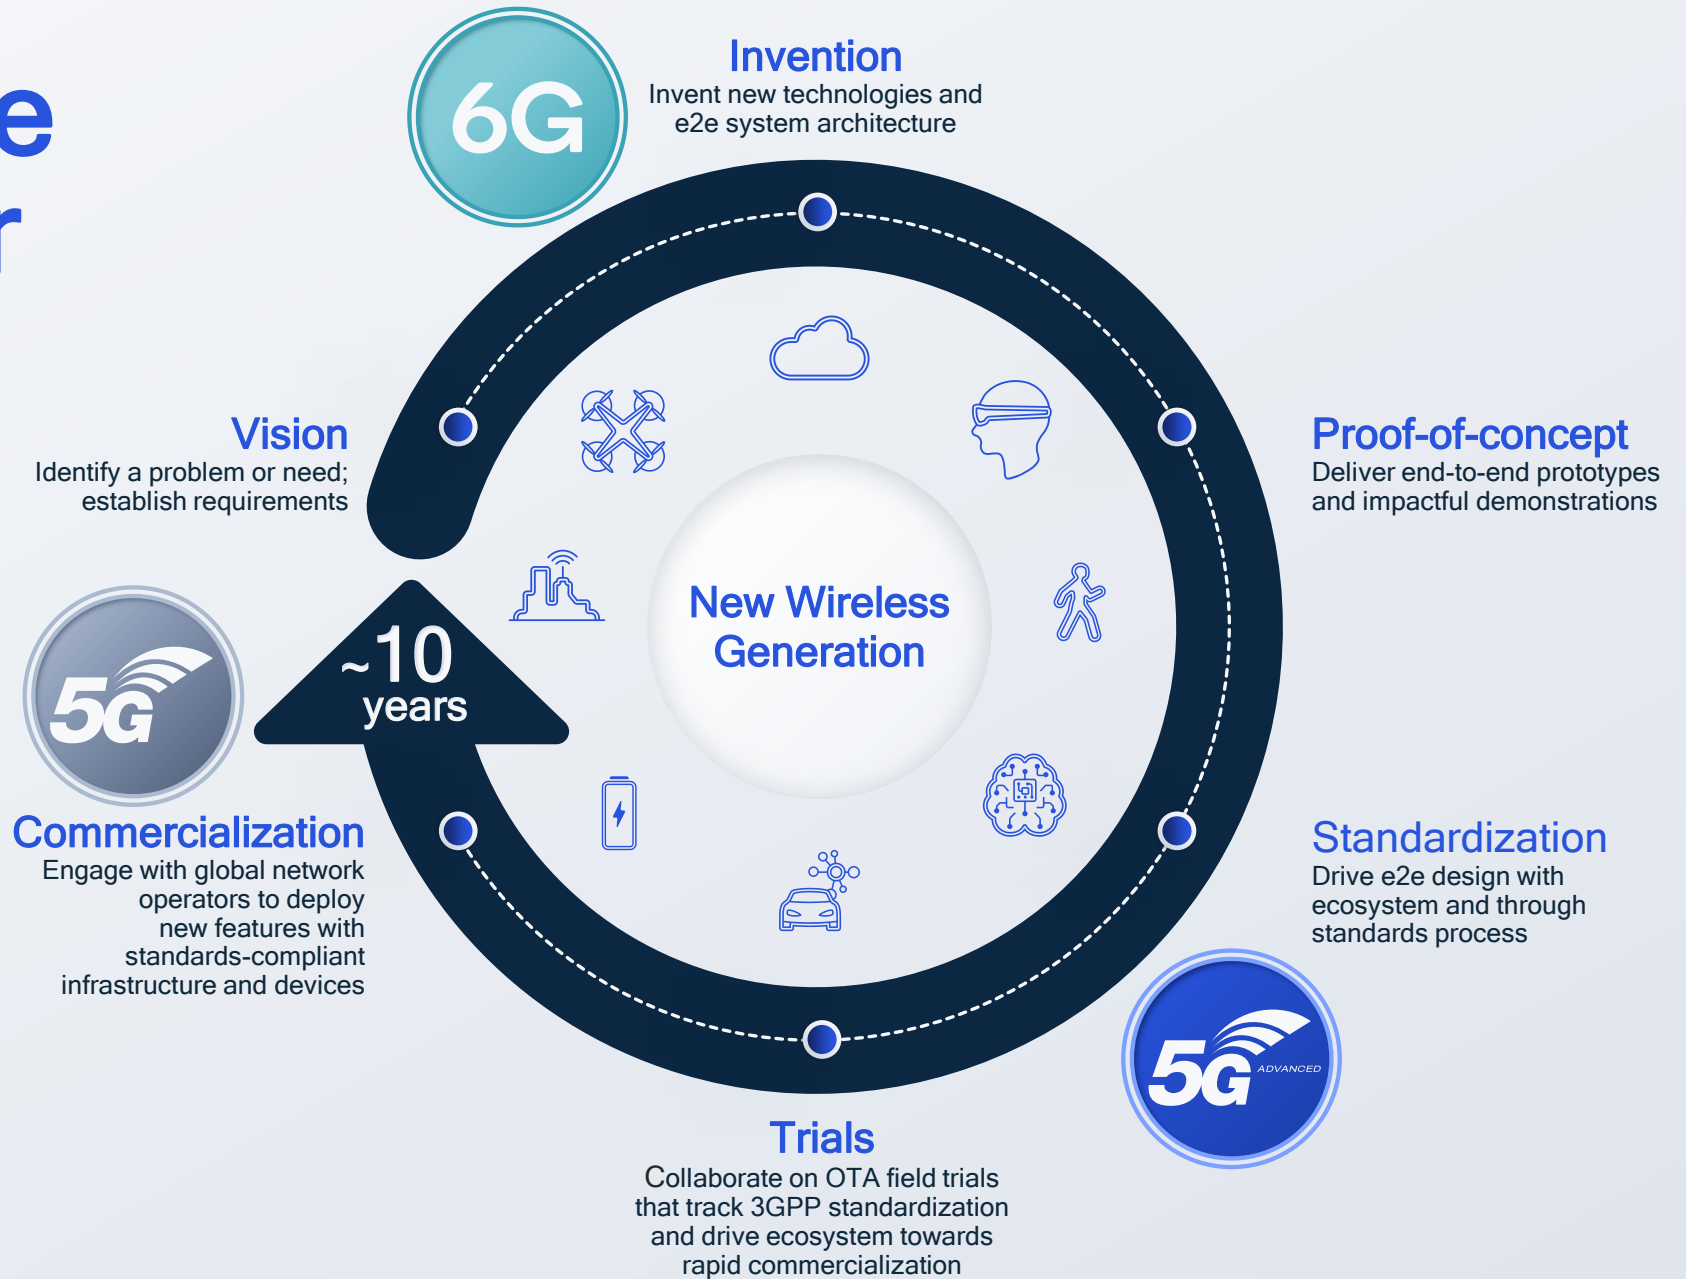 6G
Invention
Invent new technologies and
e2e system architecture
Vision
Identify a problem or need;
establish requirements
Proof-of-concept
Deliver end-to-end prototypes
and impactful demonstrations
New Wireless
Generation
~10
years
5G
Commercialization
Engage with global network
operators to deploy
new features with
standards-compliant
infrastructure and devices
Standardization
Drive e2e design with
ecosystem and through
standards process
5G ADVANCED
Trials
Collaborate on OTA field trials
that track 3GPP standardization
and drive ecosystem towards
rapid commercialization